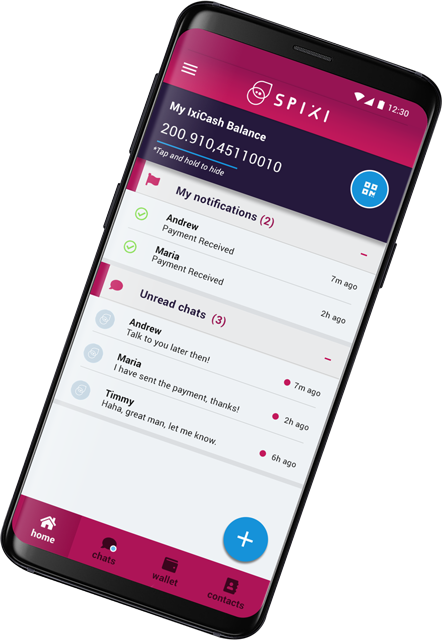 12:30
SPIXI
My IxiCash Balance
200.910,45110010
*Tap and hold to hide
My notifications (2)
Andrew
Payment Received
7m ago
Maria
Payment Received
2h ago
Unread chats (3)
Andrew
Talk to you later then!
7m ago
Maria
I have sent the payment, thanks!
2h ago
Timmy
Haha, great man, let me know.
6h ago
home
chats
wallet
contacts